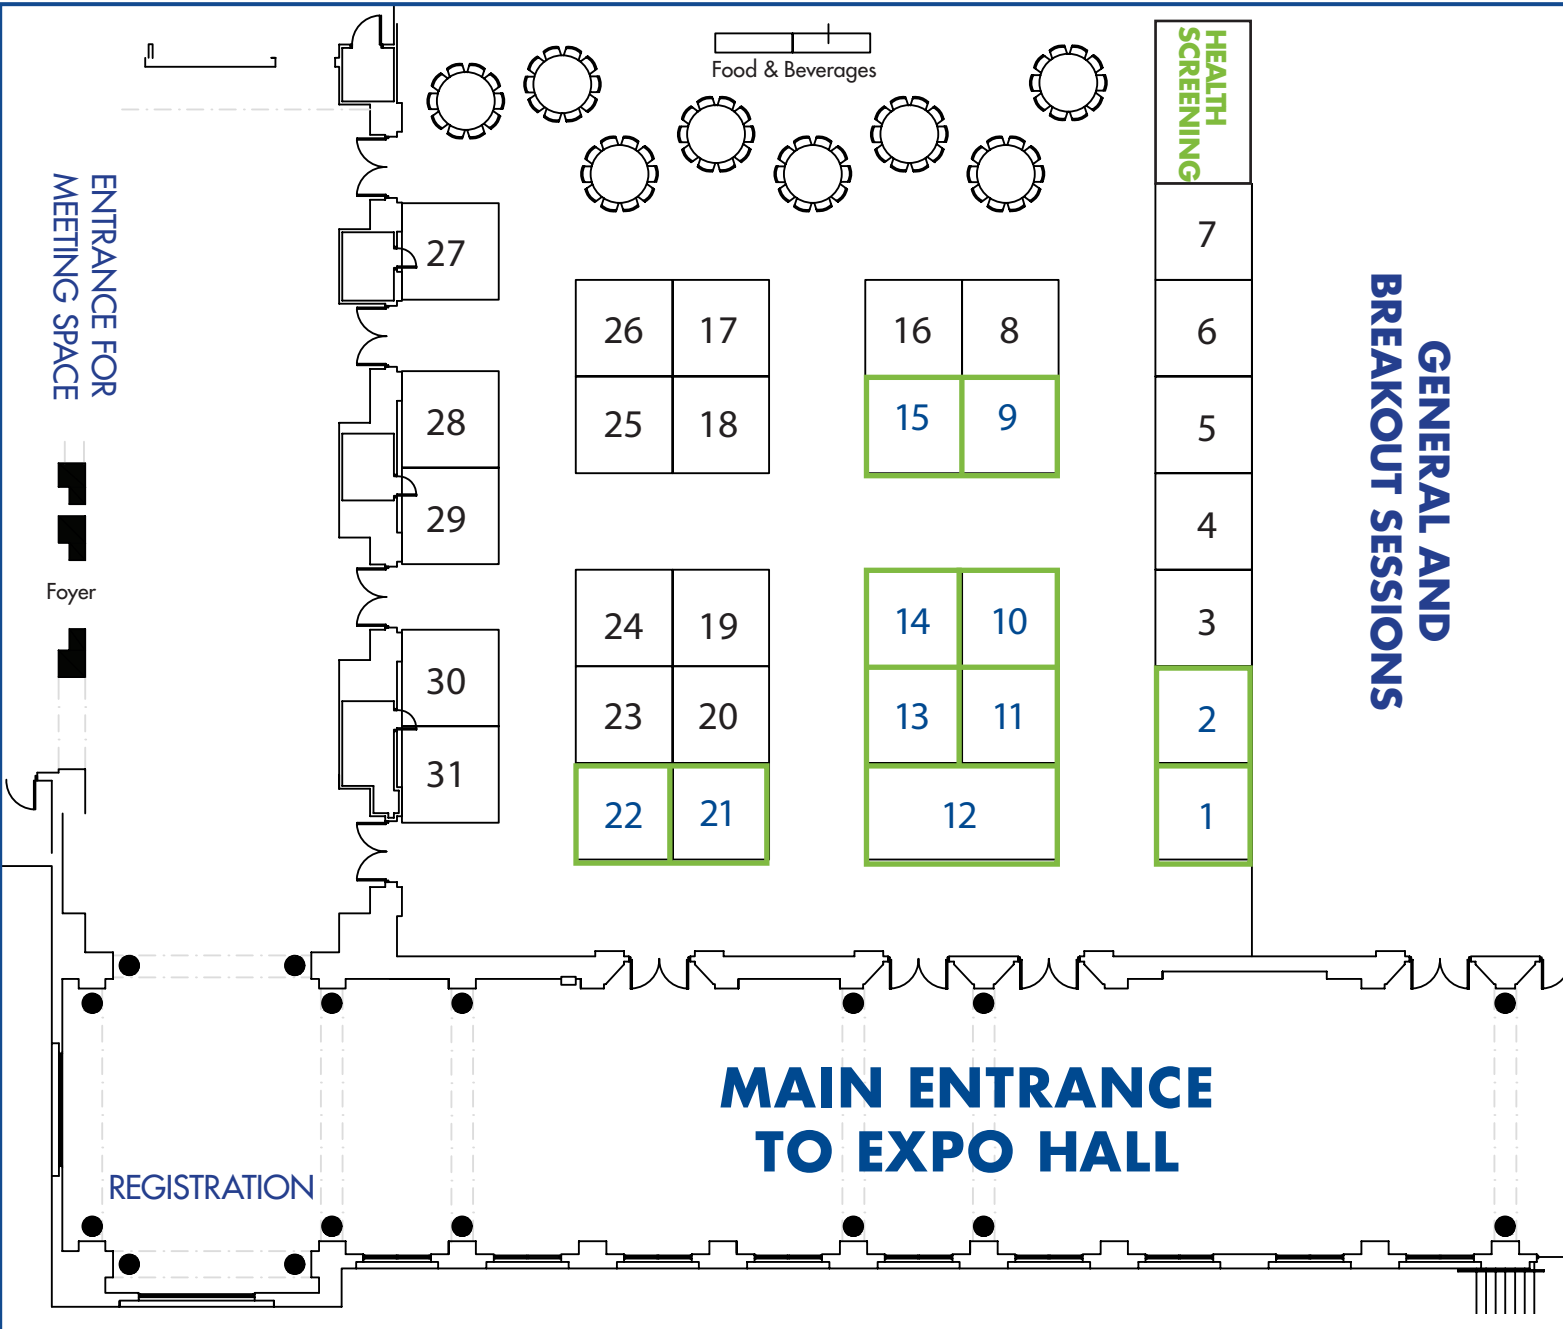 Food & Beverages
HEALTH
SCREENING
ENTRANCE FOR
MEETING SPACE
GENERAL AND
BREAKOUT SESSIONS
7
27
26 17
16 8
6
25 18
15 9
5
28
29
4
Foyer
24 19
14 10
3
30
23 20
13 11
2
31
22 21
12
1
MAIN ENTRANCE
TO EXPO HALL
REGISTRATION